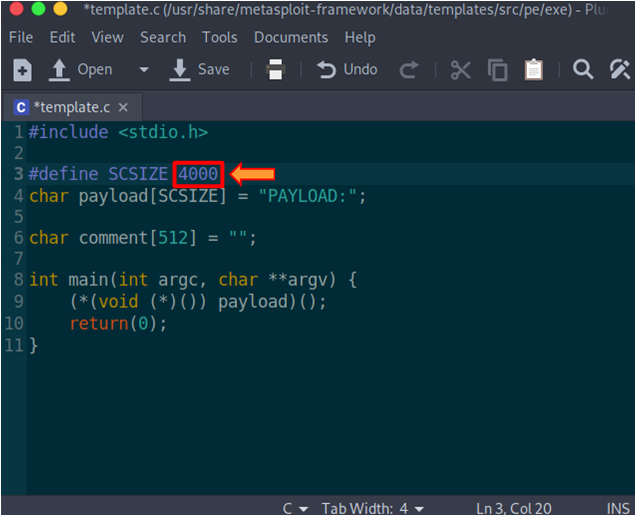 *template.c (/usr/share/metasploit-framework/data/templates/src/pe/exe) - Plu
File Edit View Search Tools Documents Help
Open Save Undo
C *template.c ×
1 #include <stdio.h>
2
3 #define SCSIZE 4000
4 char payload[SCSIZE] = "PAYLOAD:";
5
6 char comment[512] = "";
7
8 int main(int argc, char **argv) {
9     (*(void (*)()) payload)();
10     return(0);
11 }
C Tab Width: 4 Ln 3, Col 20 INS